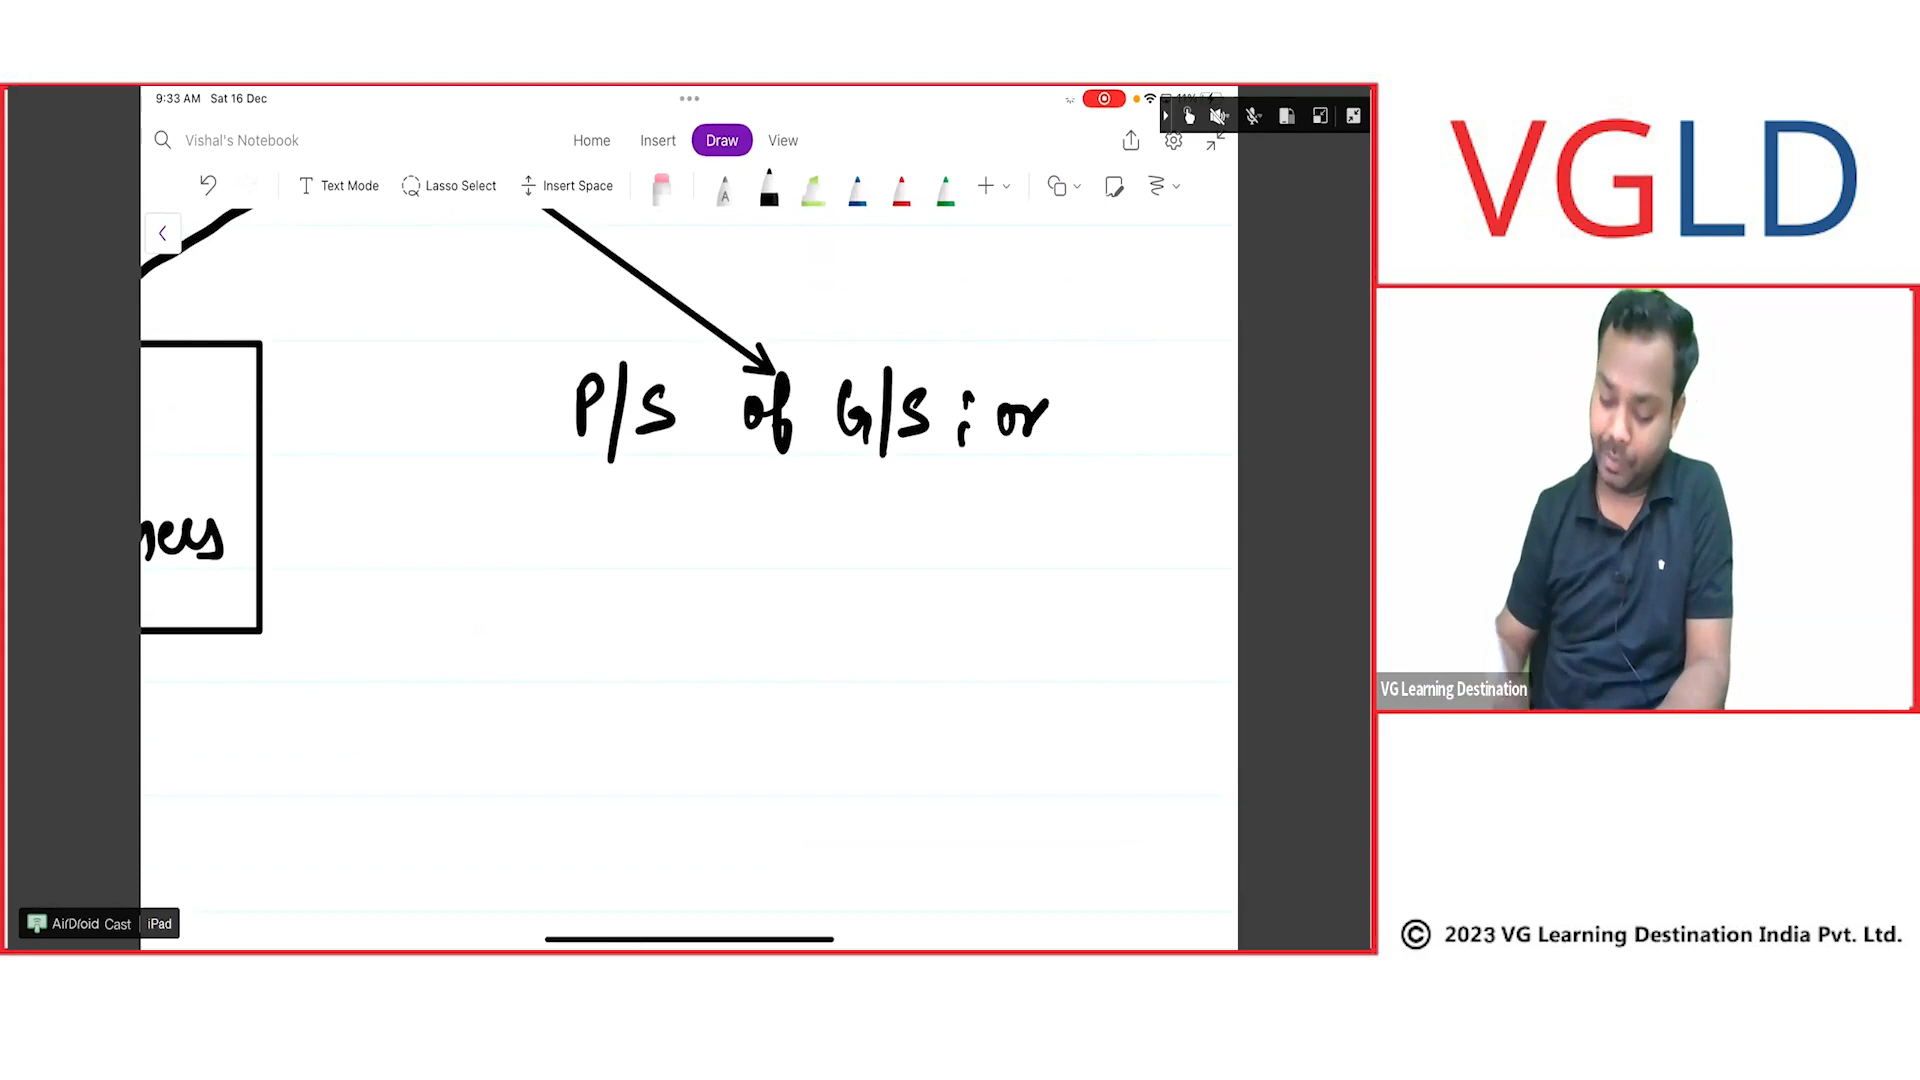 9:33 AM Sat 16 Dec
Vishal's Notebook
Home Insert Draw View
Text Mode Lasso Select Insert Space
A
P/S of G/S ; or
VGLD
VG Learning Destination
AirDroid Cast iPad
© 2023 VG Learning Destination India Pvt. Ltd.